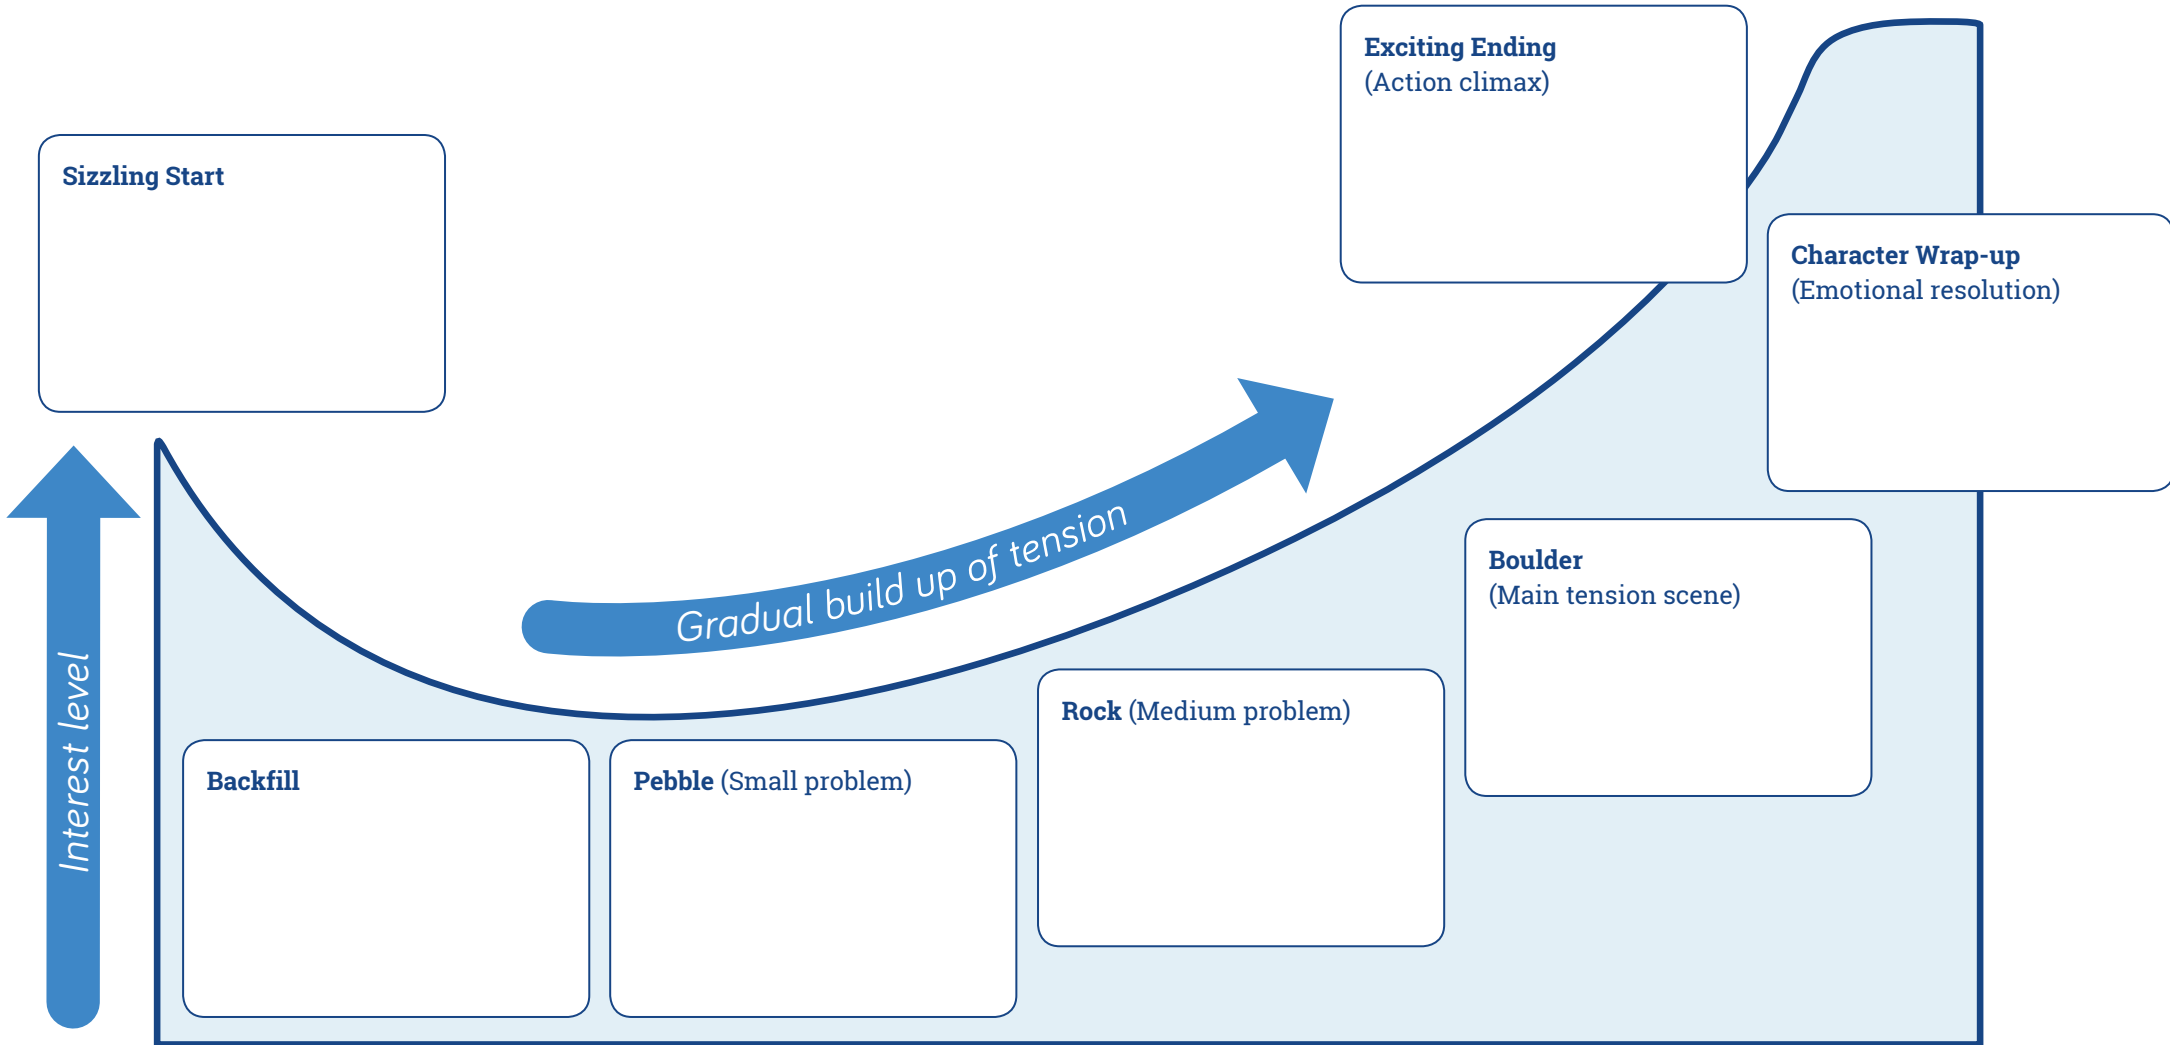 Sizzling Start
Interest level
Backfill
Pebble (Small problem)
Gradual build up of tension
Rock (Medium problem)
Boulder
(Main tension scene)
Exciting Ending
(Action climax)
Character Wrap-up
(Emotional resolution)